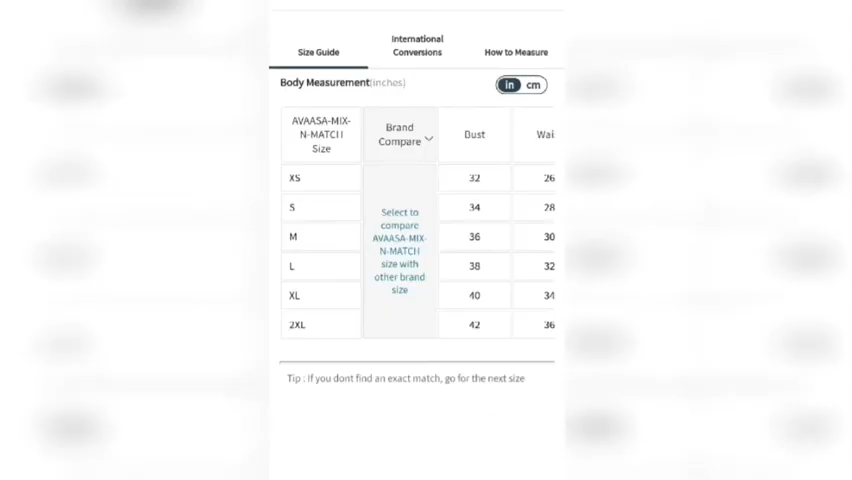 International
Size Guide Conversions How to Measure
Body Measurement(inches) in cm
AVAASA-MIX-
N-MATCH
Size
Brand
Compare
Bust Wai
XS 32 26
S 34 28
M 36 30
L 38 32
XL 40 34
2XL 42 36
Select to
compare
AVAASA-MIX-
N-MATCH
size with
other brand
size
Tip : If you dont find an exact match, go for the next size